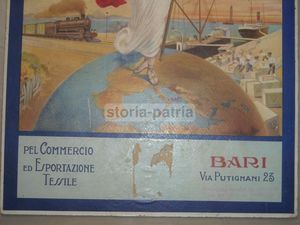 storia-patria
PEL COMMERCIO
ED ESPORTAZIONE
TESSILE
BARI
VIA PUTIGNANI 23